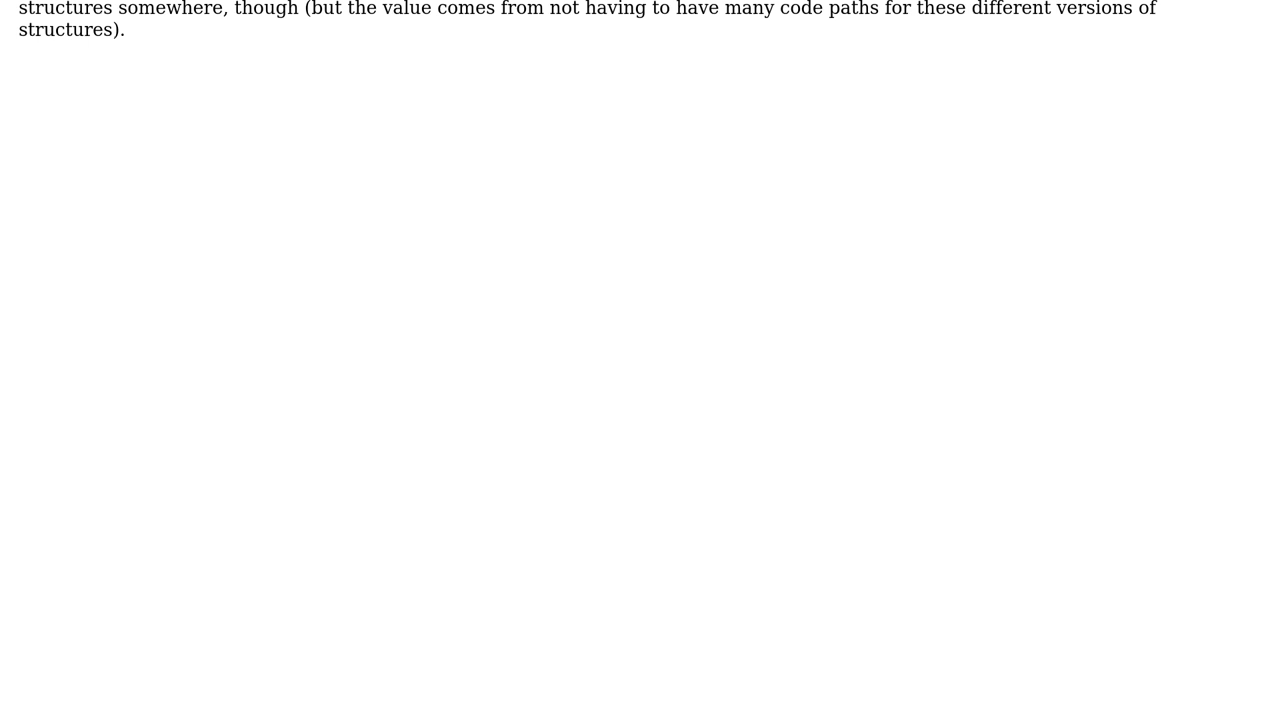 structures somewhere, though (but the value comes from not having to have many code paths for these different versions of
structures).